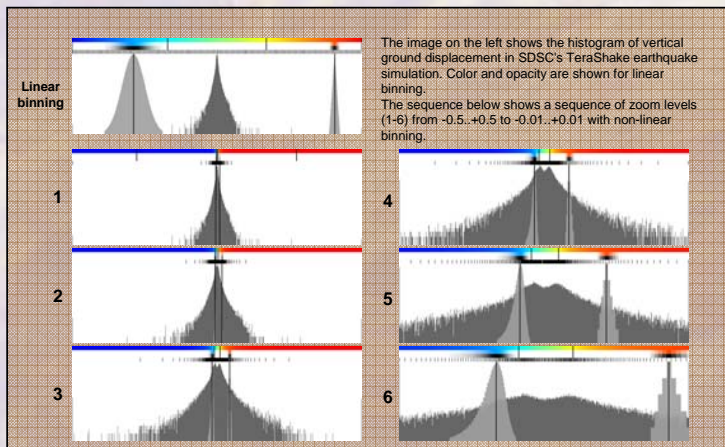 Linear
binning
The image on the left shows the histogram of vertical
ground displacement in SDSC's TeraShake earthquake
simulation. Color and opacity are shown for linear
binning.
The sequence below shows a sequence of zoom levels
(1-6) from -0.5..+0.5 to -0.01..+0.01 with non-linear
binning.
1
2
3
4
5
6